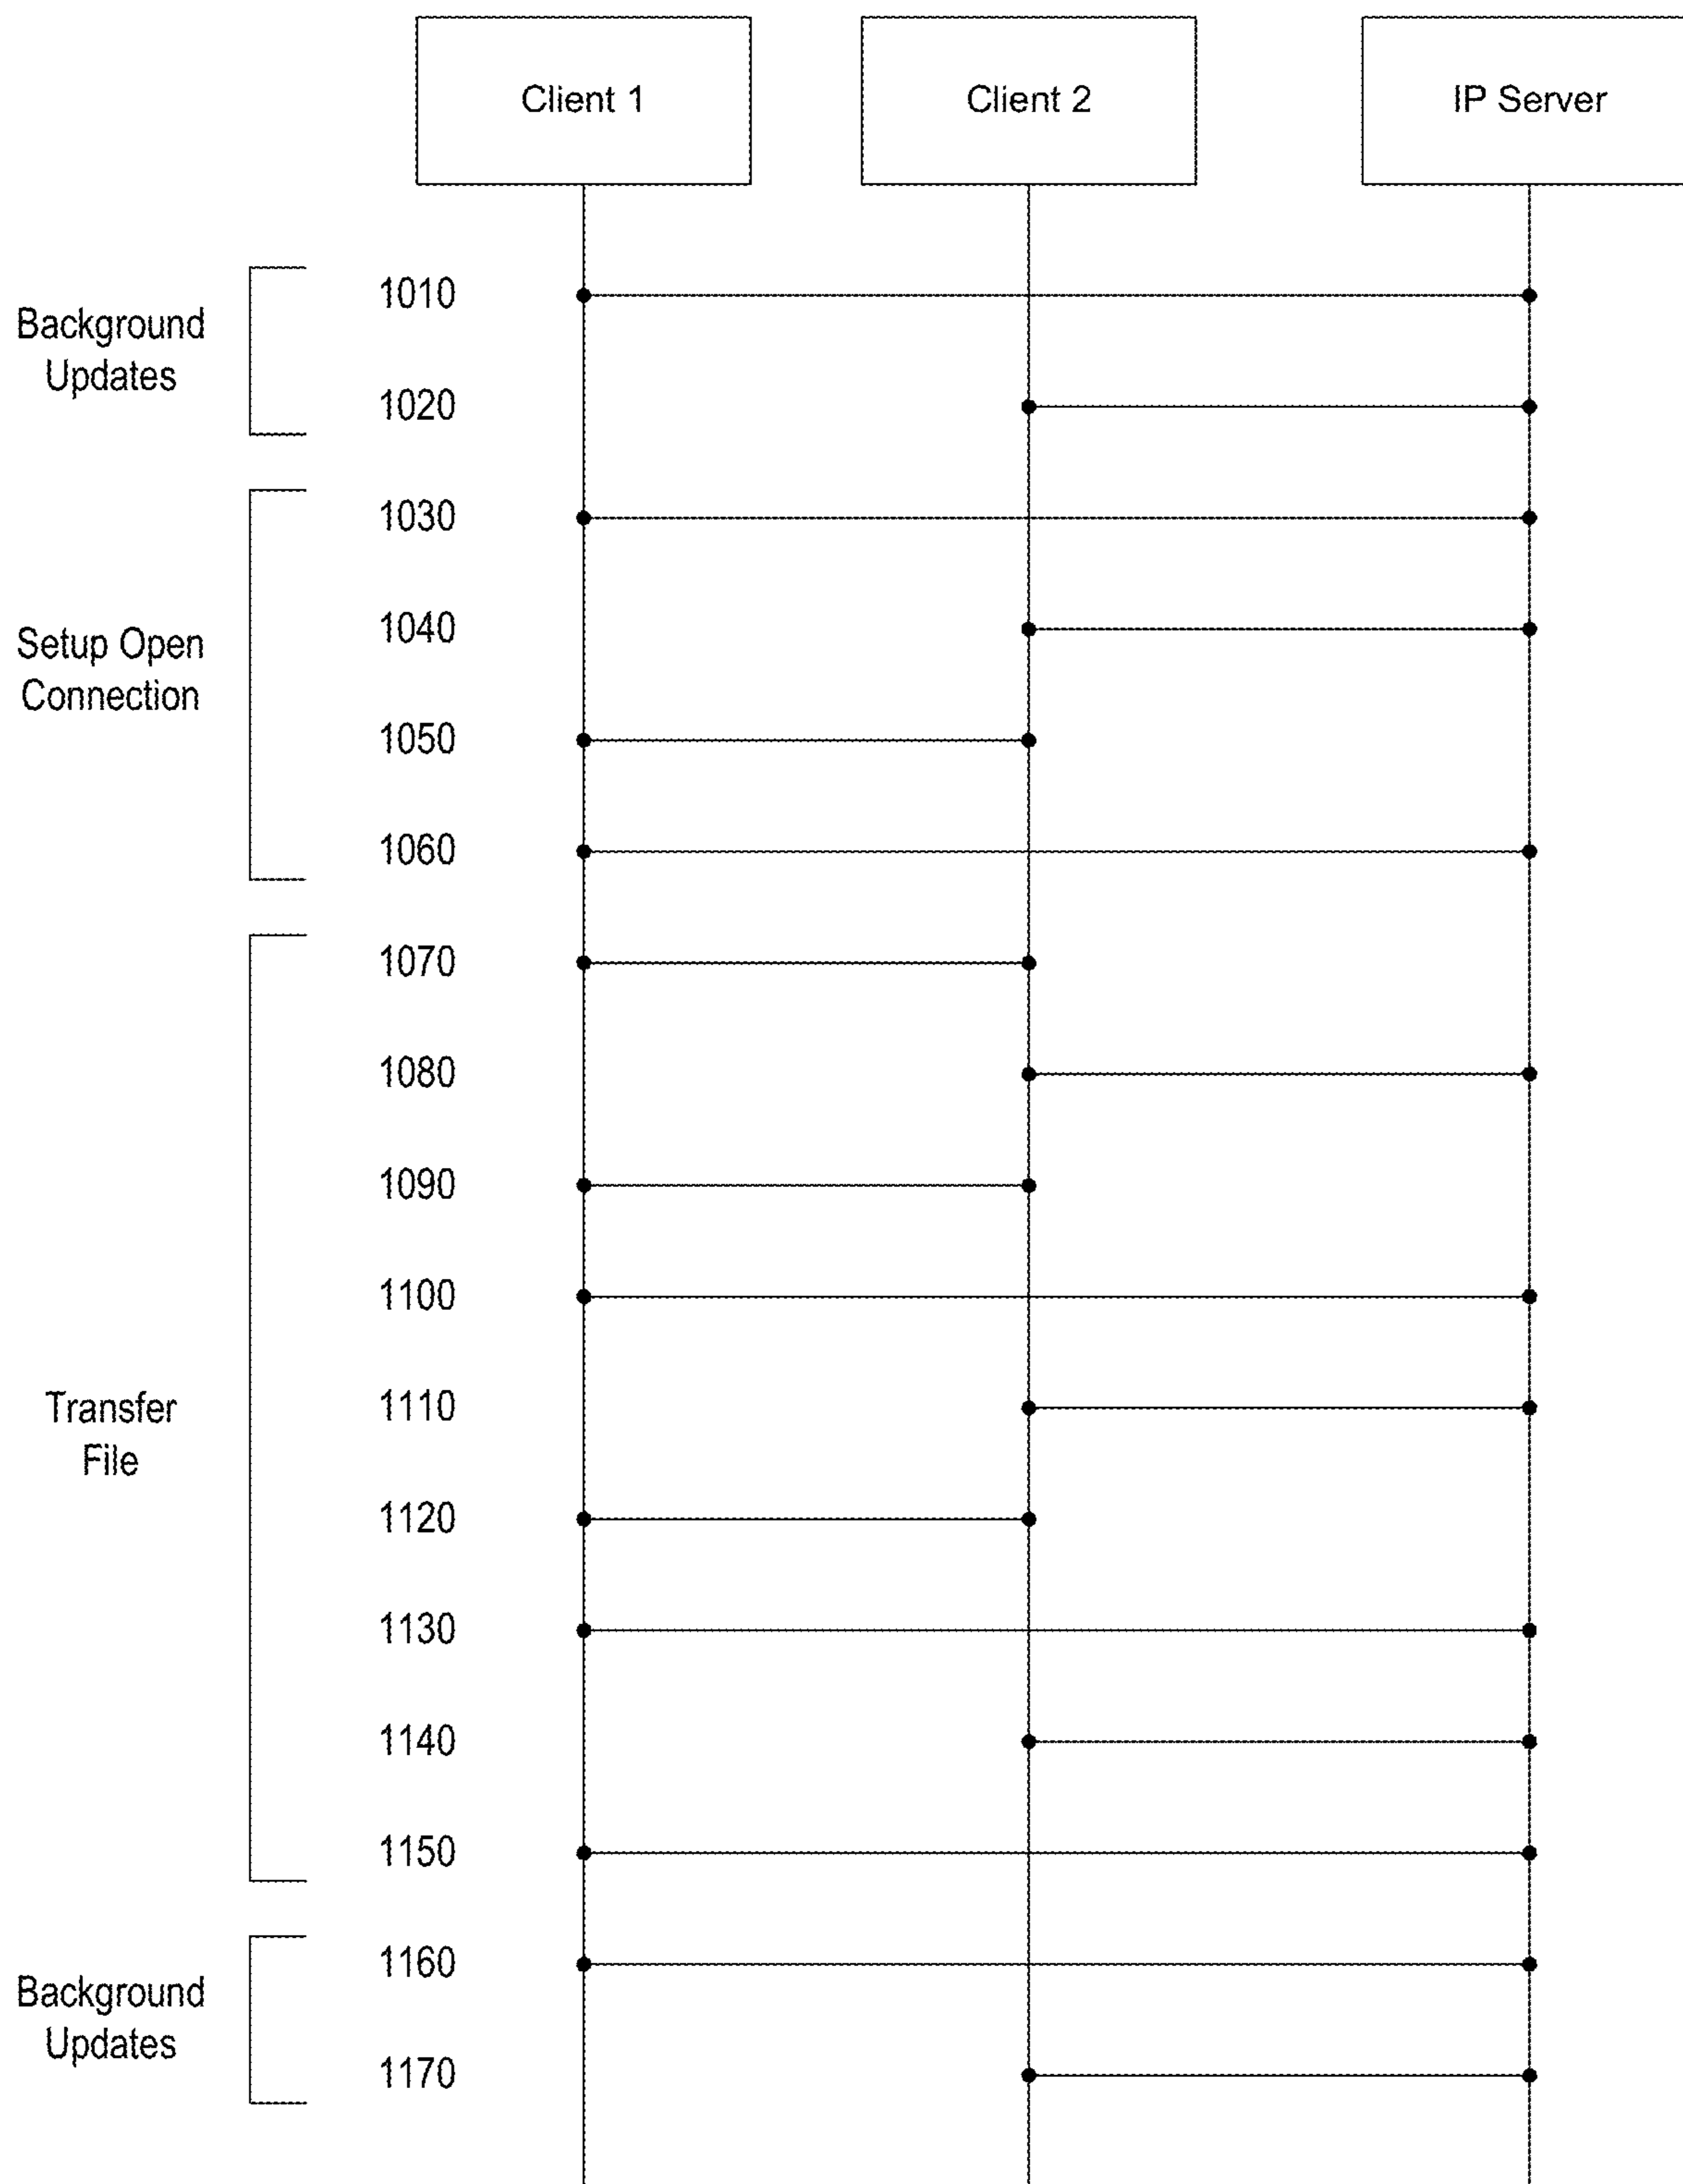 Client 1
Client 2
IP Server
Background
Updates
1010
1020
Setup Open
Connection
1030
1040
1050
1060
Transfer
File
1070
1080
1090
1100
1110
1120
1130
1140
1150
Background
Updates
1160
1170